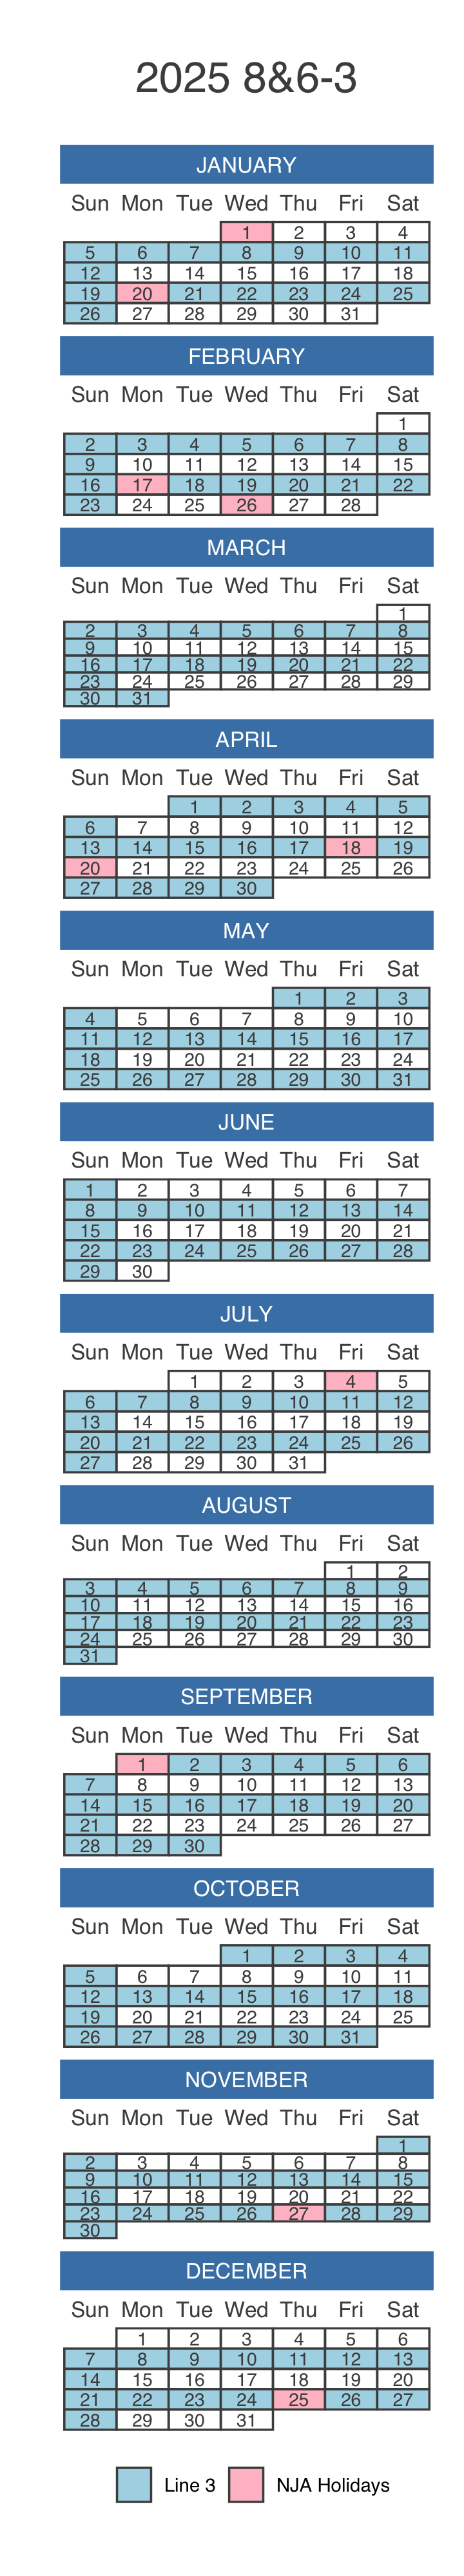 2025 8&6-3
JANUARY
Sun Mon Tue Wed Thu Fri Sat
1 2 3 4
5 6 7 8 9 10 11
12 13 14 15 16 17 18
19 20 21 22 23 24 25
26 27 28 29 30 31
FEBRUARY
Sun Mon Tue Wed Thu Fri Sat
1
2 3 4 5 6 7 8
9 10 11 12 13 14 15
16 17 18 19 20 21 22
23 24 25 26 27 28
MARCH
Sun Mon Tue Wed Thu Fri Sat
1
2 3 4 5 6 7 8
9 10 11 12 13 14 15
16 17 18 19 20 21 22
23 24 25 26 27 28 29
30 31
APRIL
Sun Mon Tue Wed Thu Fri Sat
1 2 3 4 5
6 7 8 9 10 11 12
13 14 15 16 17 18 19
20 21 22 23 24 25 26
27 28 29 30
MAY
Sun Mon Tue Wed Thu Fri Sat
1 2 3
4 5 6 7 8 9 10
11 12 13 14 15 16 17
18 19 20 21 22 23 24
25 26 27 28 29 30 31
JUNE
Sun Mon Tue Wed Thu Fri Sat
1 2 3 4 5 6 7
8 9 10 11 12 13 14
15 16 17 18 19 20 21
22 23 24 25 26 27 28
29 30
JULY
Sun Mon Tue Wed Thu Fri Sat
1 2 3 4 5
6 7 8 9 10 11 12
13 14 15 16 17 18 19
20 21 22 23 24 25 26
27 28 29 30 31
AUGUST
Sun Mon Tue Wed Thu Fri Sat
1 2
3 4 5 6 7 8 9
10 11 12 13 14 15 16
17 18 19 20 21 22 23
24 25 26 27 28 29 30
31
SEPTEMBER
Sun Mon Tue Wed Thu Fri Sat
1 2 3 4 5 6
7 8 9 10 11 12 13
14 15 16 17 18 19 20
21 22 23 24 25 26 27
28 29 30
OCTOBER
Sun Mon Tue Wed Thu Fri Sat
1 2 3 4
5 6 7 8 9 10 11
12 13 14 15 16 17 18
19 20 21 22 23 24 25
26 27 28 29 30 31
NOVEMBER
Sun Mon Tue Wed Thu Fri Sat
1
2 3 4 5 6 7 8
9 10 11 12 13 14 15
16 17 18 19 20 21 22
23 24 25 26 27 28 29
30
DECEMBER
Sun Mon Tue Wed Thu Fri Sat
1 2 3 4 5 6
7 8 9 10 11 12 13
14 15 16 17 18 19 20
21 22 23 24 25 26 27
28 29 30 31
Line 3 NJA Holidays